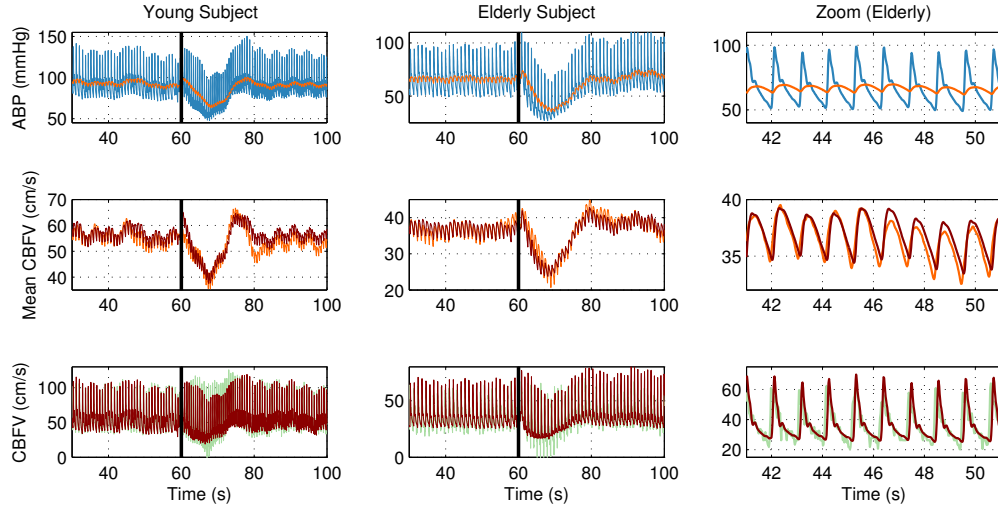 Young Subject
Elderly Subject
Zoom (Elderly)
ABP (mmHg)
150
100
50
30 40 60 80 100
100
50
40 60 80 100
100
50
42 44 46 48 50
Mean CBFV (cm/s)
70
60
50
40
40 60 80 100
40
30
20
40 60 80 100
40
35
42 44 46 48 50
CBFV (cm/s)
100
50
0
40 60 80 100
50
0
40 60 80 100
60
40
20
42 44 46 48 50
Time (s)
Time (s)
Time (s)